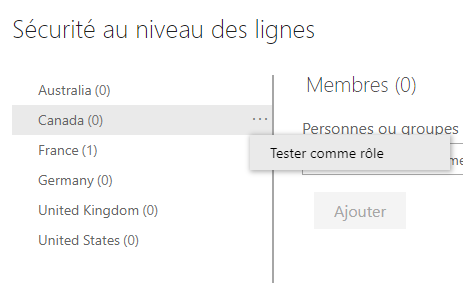 Sécurité au niveau des lignes
Australia (0)
Canada (0)
...
France (1)
Germany (0)
United Kingdom (0)
United States (0)
Membres (0)
Personnes ou groupes
Tester comme rôle
Ajouter